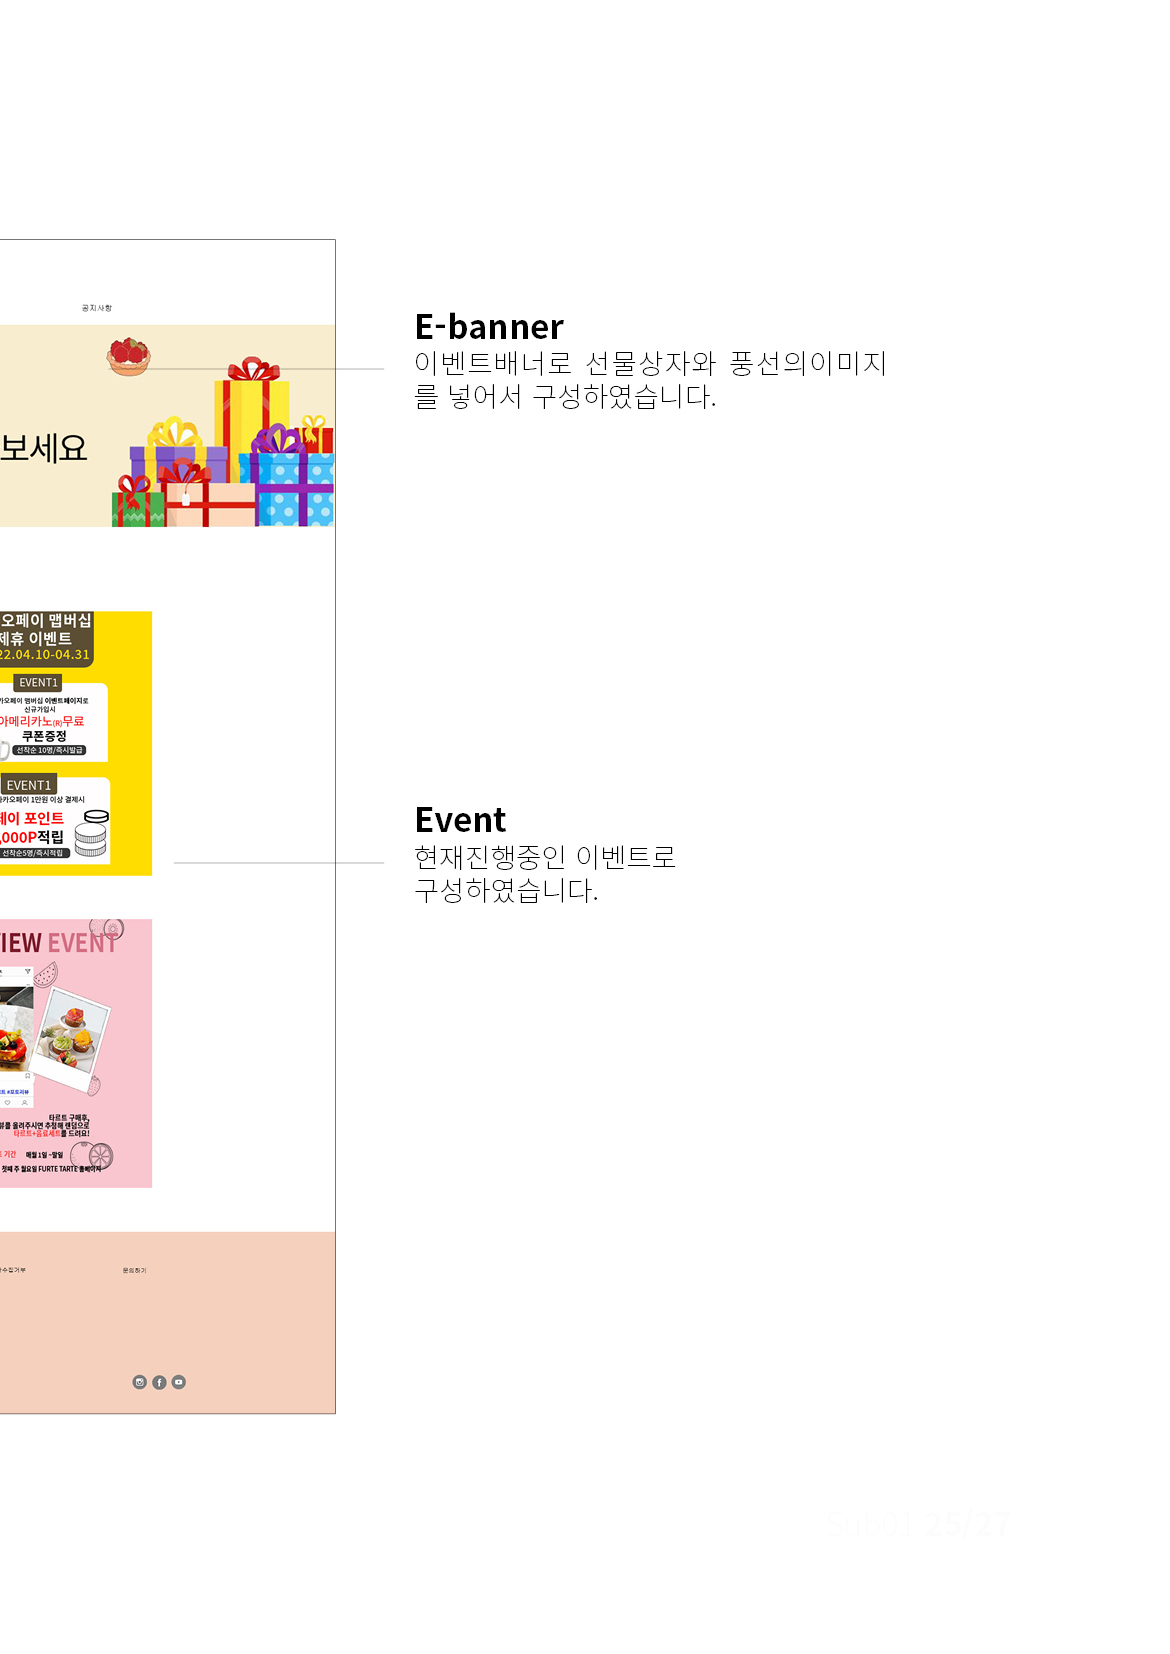 공지사항
E-banner
이벤트배너로 선물상자와 풍선의이미지
를 넣어서 구성하였습니다.
보세요
오페이 맵버십
제휴 이벤트
22.04.10-04.31
EVENT1
카오페이 맴버십 이벤트페이지로
신규가입시
아메리카노(R)무료
쿠폰증정
선착순 10명/즉시발급
EVENT1
카카오페이 1만원 이상 결제시
페이 포인트
,000P적립
선착순5명/즉시적립
Event
현재진행중인 이벤트로
구성하였습니다.
VIEW EVENT
트 #포토리뷰
타르트 구매후,
뷰를 올려주시면 추첨해 랜덤으로
타르트+음료세트를 드려요!
트 기간 매월 1일 ~말일
첫째 주 월요일 FURTE TARTE 홈페이지
수집거부
문의하기
25/27